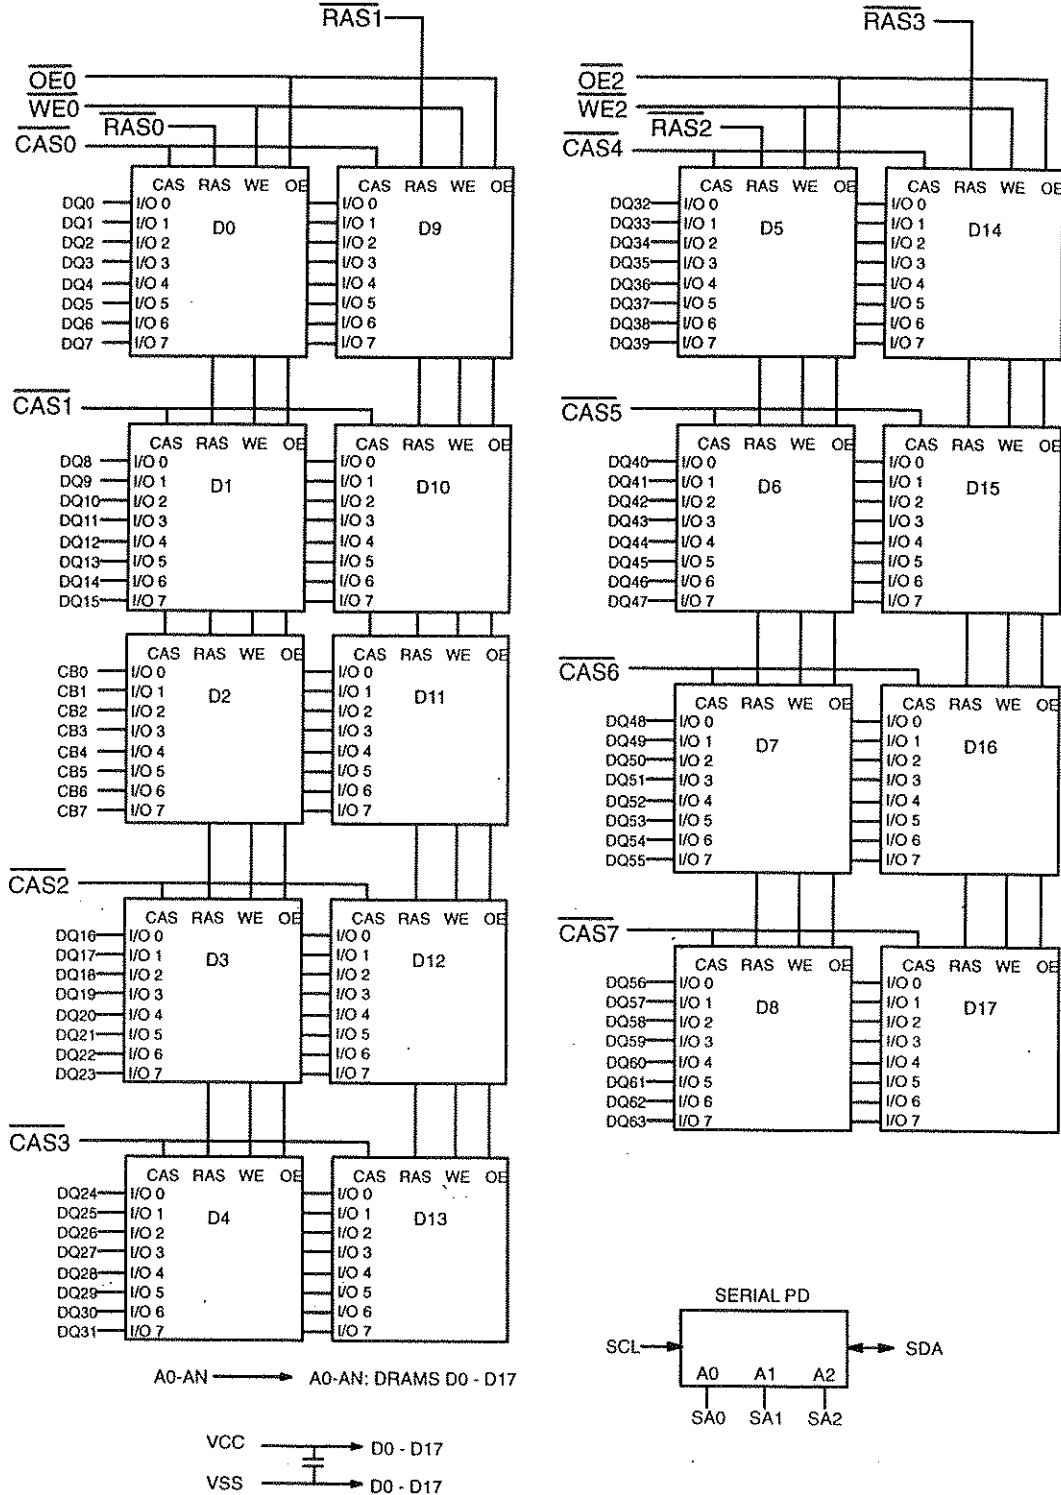 RAS1
OE0
WE0
RAS0
CAS0
CAS RAS WE OE
CAS RAS WE OE
DQ0 I/O 0
DQ1 I/O 1
DQ2 I/O 2
DQ3 I/O 3
DQ4 I/O 4
DQ5 I/O 5
DQ6 I/O 6
DQ7 I/O 7
D0
I/O 0
I/O 1
I/O 2
I/O 3
I/O 4
I/O 5
I/O 6
I/O 7
D9
CAS1
CAS RAS WE OE
CAS RAS WE OE
DQ8 I/O 0
DQ9 I/O 1
DQ10 I/O 2
DQ11 I/O 3
DQ12 I/O 4
DQ13 I/O 5
DQ14 I/O 6
DQ15 I/O 7
D1
I/O 0
I/O 1
I/O 2
I/O 3
I/O 4
I/O 5
I/O 6
I/O 7
D10
CAS RAS WE OE
CAS RAS WE OE
CB0 I/O 0
CB1 I/O 1
CB2 I/O 2
CB3 I/O 3
CB4 I/O 4
CB5 I/O 5
CB6 I/O 6
CB7 I/O 7
D2
I/O 0
I/O 1
I/O 2
I/O 3
I/O 4
I/O 5
I/O 6
I/O 7
D11
CAS2
CAS RAS WE OE
CAS RAS WE OE
DQ16 I/O 0
DQ17 I/O 1
DQ18 I/O 2
DQ19 I/O 3
DQ20 I/O 4
DQ21 I/O 5
DQ22 I/O 6
DQ23 I/O 7
D3
I/O 0
I/O 1
I/O 2
I/O 3
I/O 4
I/O 5
I/O 6
I/O 7
D12
CAS3
CAS RAS WE OE
CAS RAS WE OE
DQ24 I/O 0
DQ25 I/O 1
DQ26 I/O 2
DQ27 I/O 3
DQ28 I/O 4
DQ29 I/O 5
DQ30 I/O 6
DQ31 I/O 7
D4
I/O 0
I/O 1
I/O 2
I/O 3
I/O 4
I/O 5
I/O 6
I/O 7
D13
A0-AN A0-AN: DRAMS D0 - D17
VCC D0 - D17
VSS D0 - D17
RAS3
OE2
WE2
RAS2
CAS4
CAS RAS WE OE
CAS RAS WE OE
DQ32 I/O 0
DQ33 I/O 1
DQ34 I/O 2
DQ35 I/O 3
DQ36 I/O 4
DQ37 I/O 5
DQ38 I/O 6
DQ39 I/O 7
D5
I/O 0
I/O 1
I/O 2
I/O 3
I/O 4
I/O 5
I/O 6
I/O 7
D14
CAS5
CAS RAS WE OE
CAS RAS WE OE
DQ40 I/O 0
DQ41 I/O 1
DQ42 I/O 2
DQ43 I/O 3
DQ44 I/O 4
DQ45 I/O 5
DQ46 I/O 6
DQ47 I/O 7
D6
I/O 0
I/O 1
I/O 2
I/O 3
I/O 4
I/O 5
I/O 6
I/O 7
D15
CAS6
CAS RAS WE OE
CAS RAS WE OE
DQ48 I/O 0
DQ49 I/O 1
DQ50 I/O 2
DQ51 I/O 3
DQ52 I/O 4
DQ53 I/O 5
DQ54 I/O 6
DQ55 I/O 7
D7
I/O 0
I/O 1
I/O 2
I/O 3
I/O 4
I/O 5
I/O 6
I/O 7
D16
CAS7
CAS RAS WE OE
CAS RAS WE OE
DQ56 I/O 0
DQ57 I/O 1
DQ58 I/O 2
DQ59 I/O 3
DQ60 I/O 4
DQ61 I/O 5
DQ62 I/O 6
DQ63 I/O 7
D8
I/O 0
I/O 1
I/O 2
I/O 3
I/O 4
I/O 5
I/O 6
I/O 7
D17
SERIAL PD
SCL SDA
A0 A1 A2
SA0 SA1 SA2